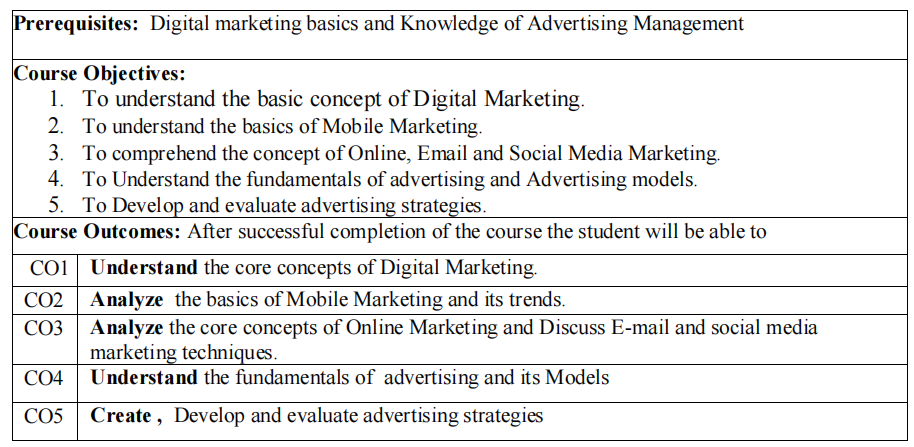 Prerequisites: Digital marketing basics and Knowledge of Advertising Management
Course Objectives:
1. To understand the basic concept of Digital Marketing.
2. To understand the basics of Mobile Marketing.
3. To comprehend the concept of Online, Email and Social Media Marketing.
4. To Understand the fundamentals of advertising and Advertising models.
5. To Develop and evaluate advertising strategies.
Course Outcomes: After successful completion of the course the student will be able to
CO1 Understand the core concepts of Digital Marketing.
CO2 Analyze the basics of Mobile Marketing and its trends.
CO3 Analyze the core concepts of Online Marketing and Discuss E-mail and social media
marketing techniques.
CO4 Understand the fundamentals of advertising and its Models
CO5 Create , Develop and evaluate advertising strategies